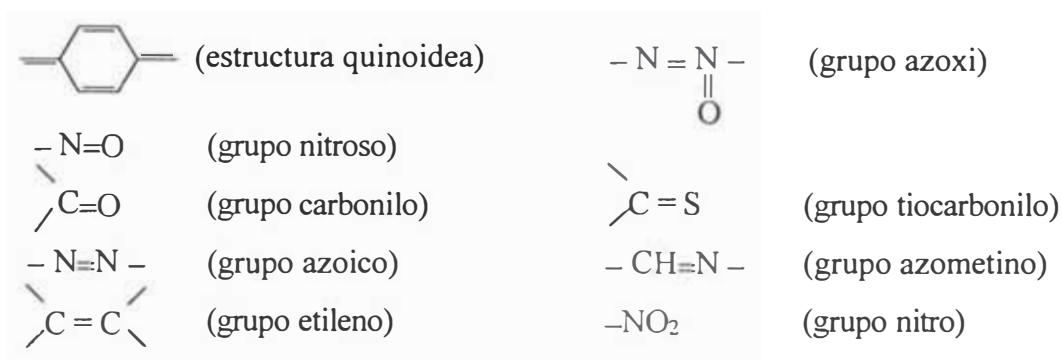 (estructura quinoidea) – N = N – (grupo azoxi)
O
– N=O (grupo nitroso)
C=O (grupo carbonilo) C = S (grupo tiocarbonilo)
– N=N – (grupo azoico) – CH=N – (grupo azometino)
C = C (grupo etileno) –NO₂ (grupo nitro)